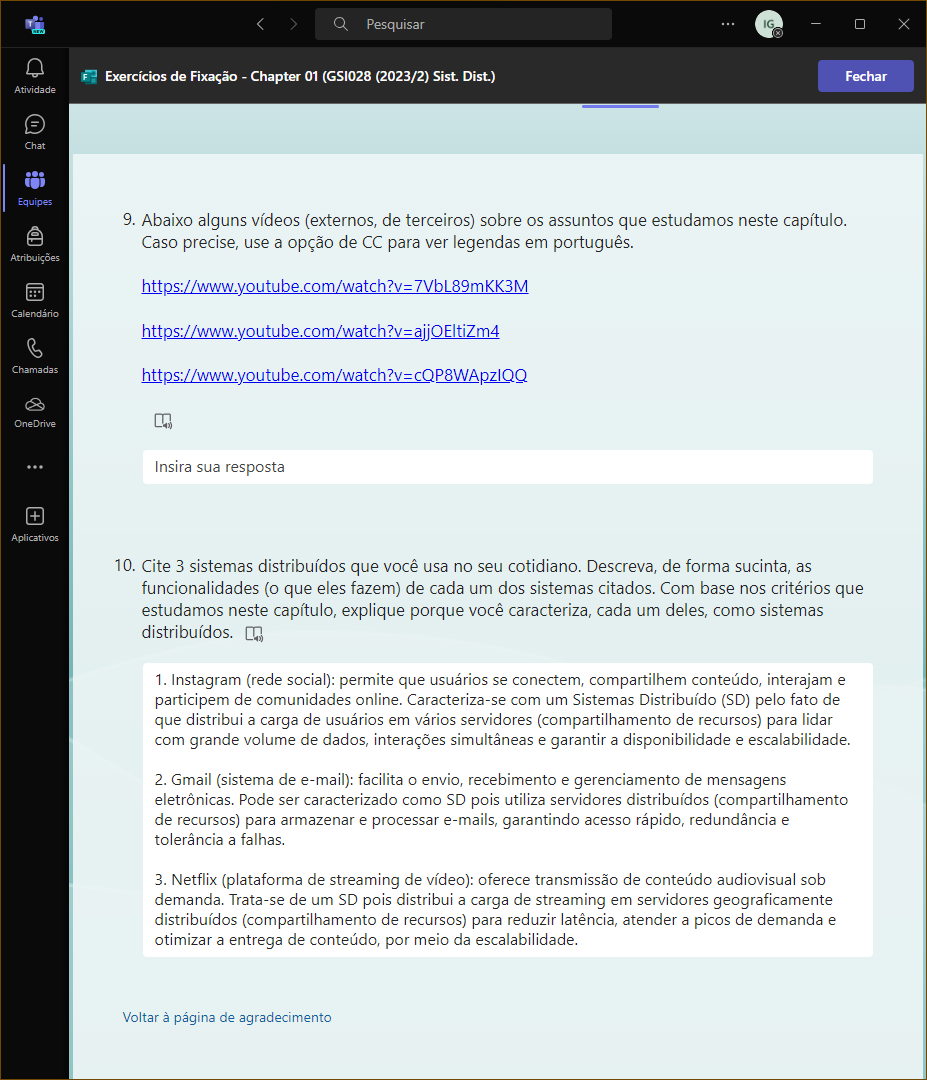 Pesquisar
IG
Exercícios de Fixação - Chapter 01 (GSI028 (2023/2) Sist. Dist.)
Fechar
Atividade
Chat
Equipes
Atribuições
Calendário
Chamadas
OneDrive
Aplicativos
9. Abaixo alguns vídeos (externos, de terceiros) sobre os assuntos que estudamos neste capítulo.
Caso precise, use a opção de CC para ver legendas em português.
https://www.youtube.com/watch?v=7VbL89mKK3M
https://www.youtube.com/watch?v=ajjOEltiZm4
https://www.youtube.com/watch?v=cQP8WApzIQQ
Insira sua resposta
10. Cite 3 sistemas distribuídos que você usa no seu cotidiano. Descreva, de forma sucinta, as
funcionalidades (o que eles fazem) de cada um dos sistemas citados. Com base nos critérios que
estudamos neste capítulo, explique porque você caracteriza, cada um deles, como sistemas
distribuídos.
1. Instagram (rede social): permite que usuários se conectem, compartilhem conteúdo, interajam e
participem de comunidades online. Caracteriza-se com um Sistemas Distribuído (SD) pelo fato de
que distribui a carga de usuários em vários servidores (compartilhamento de recursos) para lidar
com grande volume de dados, interações simultâneas e garantir a disponibilidade e escalabilidade.
2. Gmail (sistema de e-mail): facilita o envio, recebimento e gerenciamento de mensagens
eletrônicas. Pode ser caracterizado como SD pois utiliza servidores distribuídos (compartilhamento
de recursos) para armazenar e processar e-mails, garantindo acesso rápido, redundância e
tolerância a falhas.
3. Netflix (plataforma de streaming de vídeo): oferece transmissão de conteúdo audiovisual sob
demanda. Trata-se de um SD pois distribui a carga de streaming em servidores geograficamente
distribuídos (compartilhamento de recursos) para reduzir latência, atender a picos de demanda e
otimizar a entrega de conteúdo, por meio da escalabilidade.
Voltar à página de agradecimento